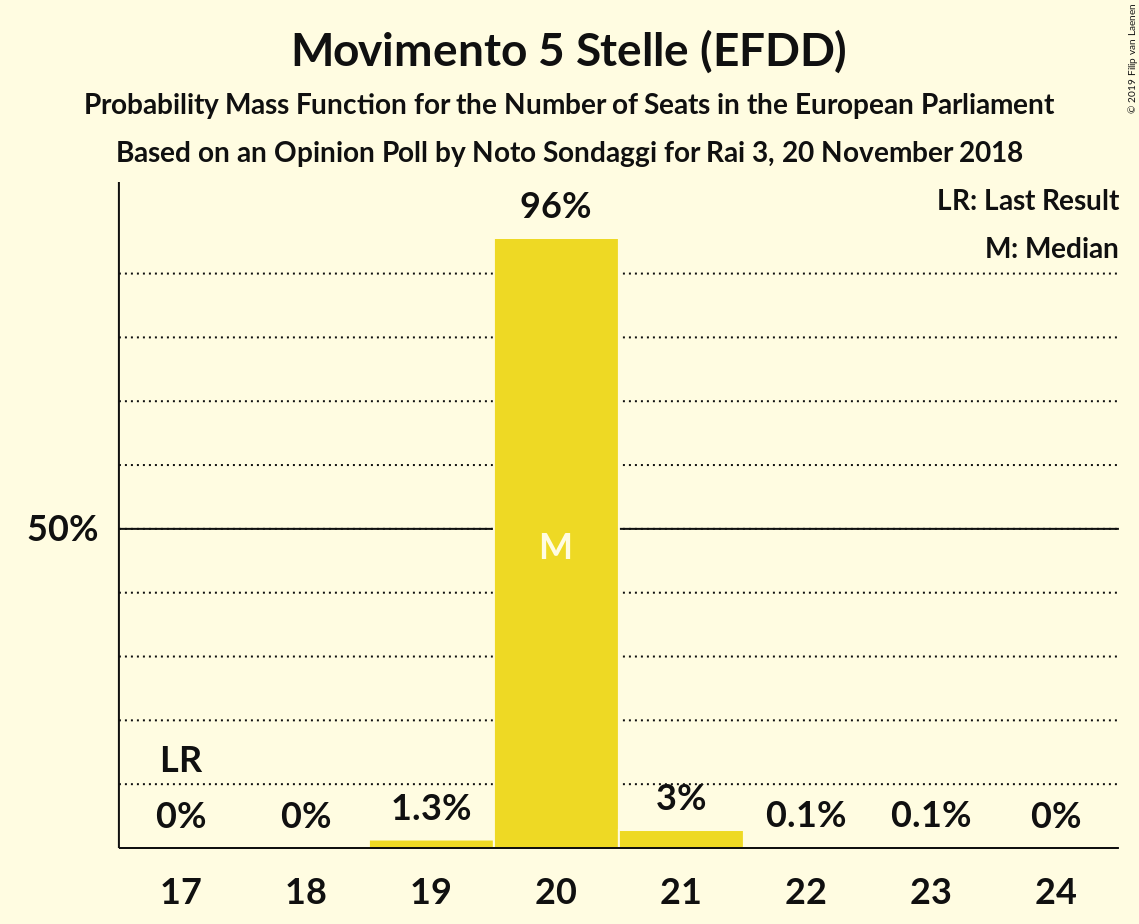 Movimento 5 Stelle (EFDD)
Probability Mass Function for the Number of Seats in the European Parliament
Based on an Opinion Poll by Noto Sondaggi for Rai 3, 20 November 2018
© 2019 Filip van Laenen
LR: Last Result
M: Median
96%
50%
M
LR
0% 0% 1.3% 3% 0.1% 0.1% 0%
17 18 19 20 21 22 23 24